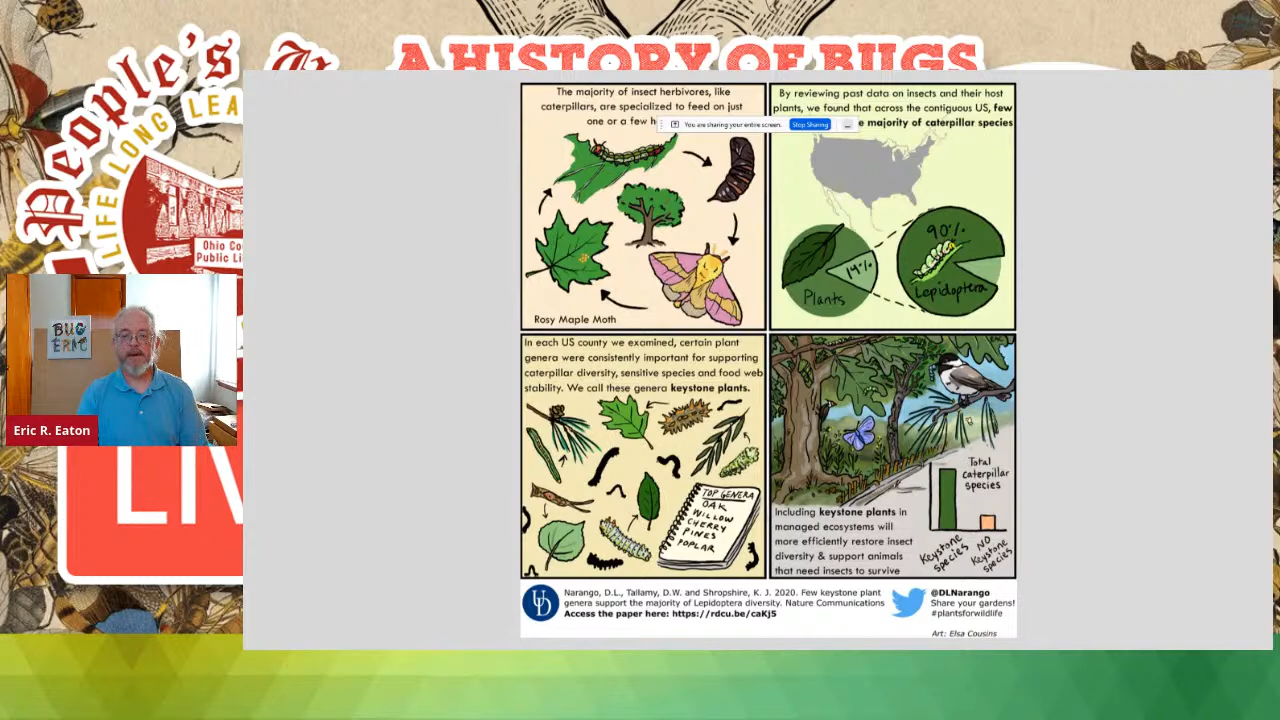 A HISTORY OF BUGS
People's
LIFE LONG LEA
Ohio Cou
Public Li
BUG
ERIC
Eric R. Eaton
LIV
The majority of insect herbivores, like
caterpillars, are specialized to feed on just
one or a few h
You are sharing your entire screen.
Stop Sharing
Rosy Maple Moth
By reviewing past data on insects and their host
plants, we found that across the contiguous US, few
e majority of caterpillar species
Plants
14%
90%
Lepidoptera
In each US county we examined, certain plant
genera were consistently important for supporting
caterpillar diversity, sensitive species and food web
stability. We call these genera keystone plants.
TOP GENERA
OAK
WILLOW
CHERRY
PINES
POPLAR
Total
caterpillar
species
Keystone
species
NO
Keystone
species
Including keystone plants in
managed ecosystems will
more efficiently restore insect
diversity & support animals
that need insects to survive
UD
Narango, D.L., Tallamy, D.W. and Shropshire, K. J. 2020. Few keystone plant
genera support the majority of Lepidoptera diversity. Nature Communications
Access the paper here: https://rdcu.be/caKj5
@DLNarango
Share your gardens!
#plantsforwildlife
Art: Elsa Cousins